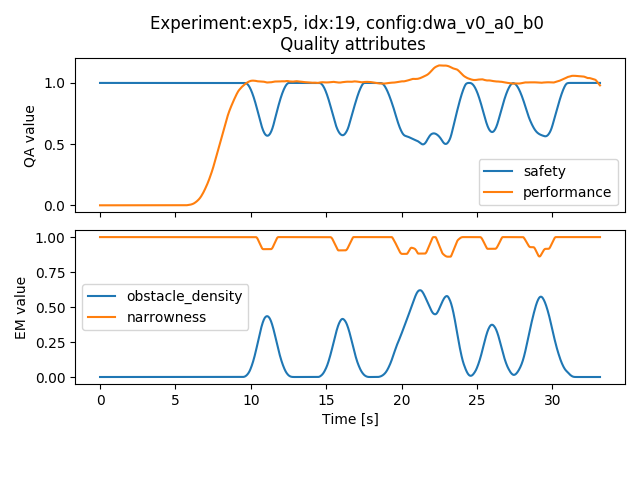 Experiment:exp5, idx:19, config:dwa_v0_a0_b0
Quality attributes
1.0
0.5
0.0
QA value
safety
performance
1.00
0.75
0.50
0.25
0.00
EM value
obstacle_density
narrowness
0 5 10 15 20 25 30
Time [s]